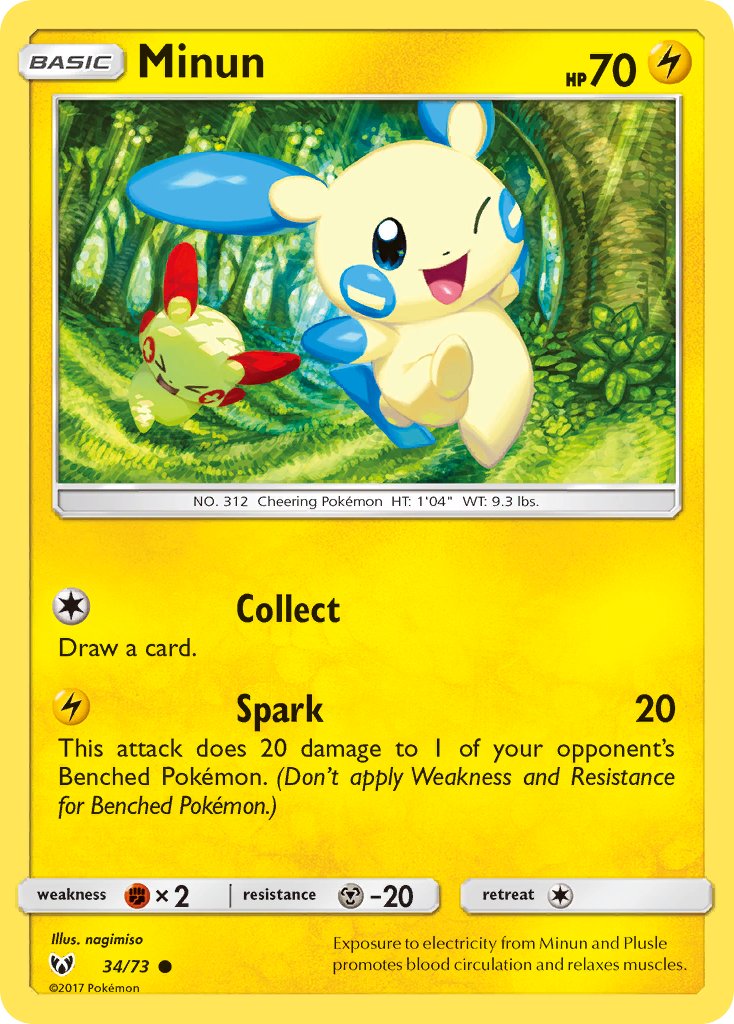 BASIC Minun HP70
NO. 312 Cheering Pokémon HT: 1'04" WT: 9.3 lbs.
Collect
Draw a card.
Spark 20
This attack does 20 damage to 1 of your opponent's
Benched Pokémon. (Don't apply Weakness and Resistance
for Benched Pokémon.)
weakness ×2 resistance -20 retreat
Illus. nagimiso
34/73
©2017 Pokémon
Exposure to electricity from Minun and Plusle
promotes blood circulation and relaxes muscles.